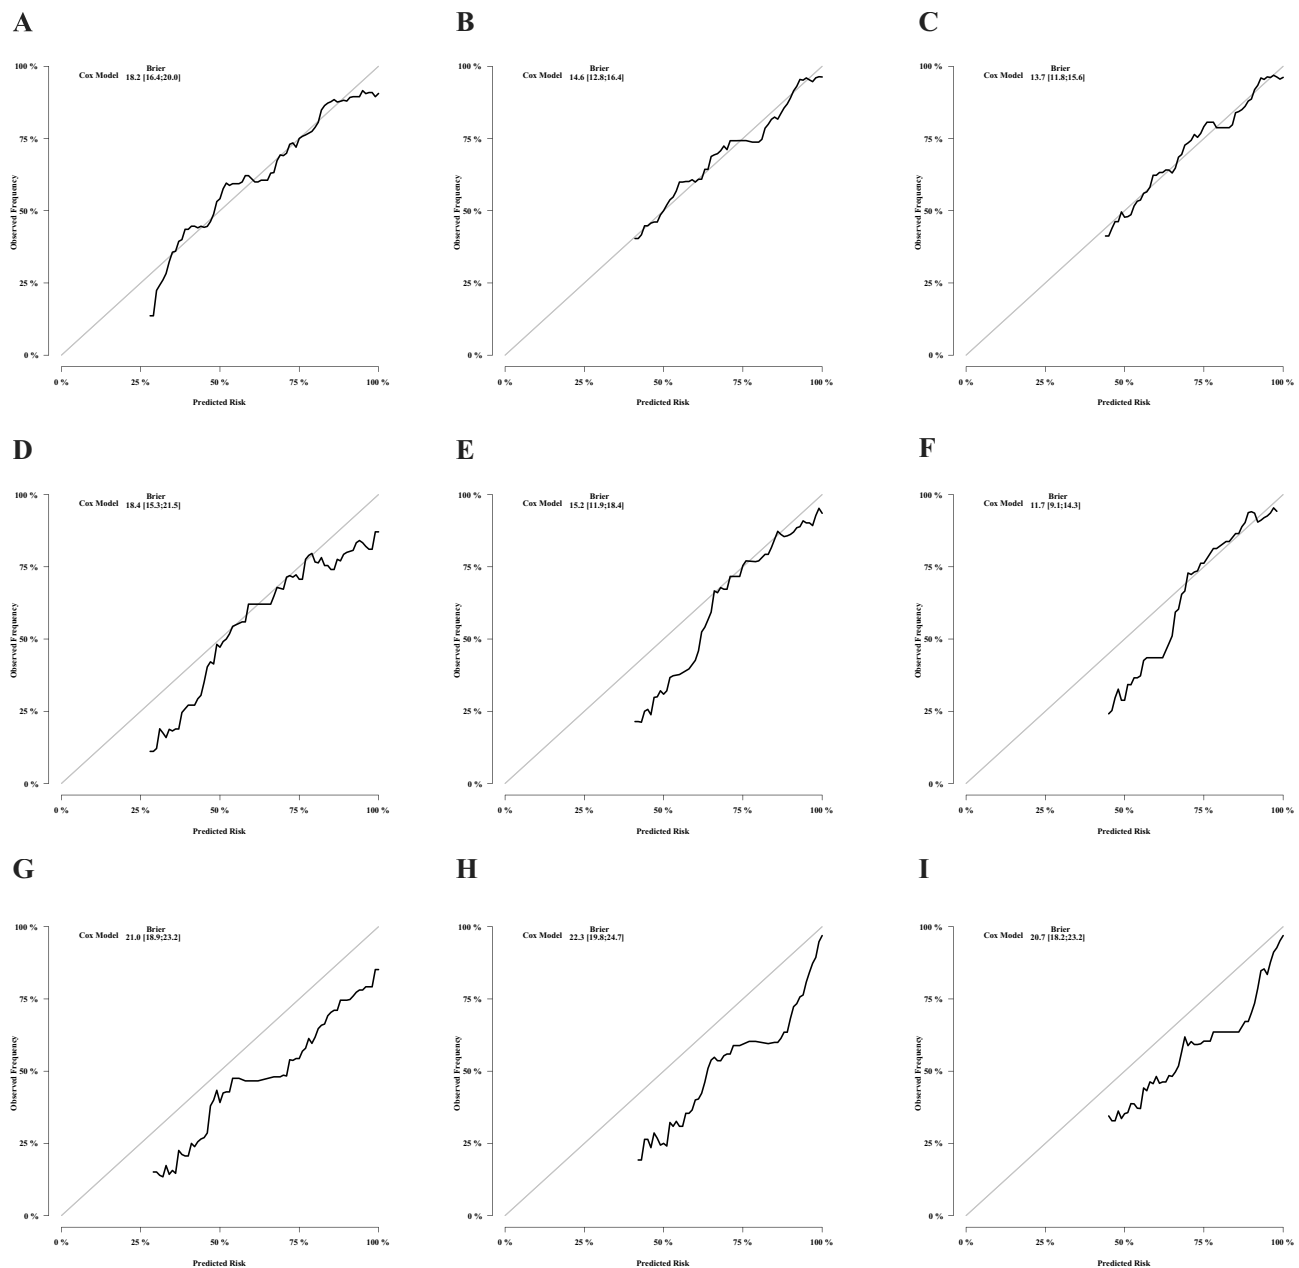 A
Brier
Cox Model 18.2 [16.4;20.0]
100 %
75 %
50 %
25 %
0 %
Observed Frequency
0 % 25 % 50 % 75 % 100 %
Predicted Risk
B
Brier
Cox Model 14.6 [12.8;16.4]
100 %
75 %
50 %
25 %
0 %
Observed Frequency
0 % 25 % 50 % 75 % 100 %
Predicted Risk
C
Brier
Cox Model 13.7 [11.8;15.6]
100 %
75 %
50 %
25 %
0 %
Observed Frequency
0 % 25 % 50 % 75 % 100 %
Predicted Risk
D
Brier
Cox Model 18.4 [15.3;21.5]
100 %
75 %
50 %
25 %
0 %
Observed Frequency
0 % 25 % 50 % 75 % 100 %
Predicted Risk
E
Brier
Cox Model 15.2 [11.9;18.4]
100 %
75 %
50 %
25 %
0 %
Observed Frequency
0 % 25 % 50 % 75 % 100 %
Predicted Risk
F
Brier
Cox Model 11.7 [9.1;14.3]
100 %
75 %
50 %
25 %
0 %
Observed Frequency
0 % 25 % 50 % 75 % 100 %
Predicted Risk
G
Brier
Cox Model 21.0 [18.9;23.2]
100 %
75 %
50 %
25 %
0 %
Observed Frequency
0 % 25 % 50 % 75 % 100 %
Predicted Risk
H
Brier
Cox Model 22.3 [19.8;24.7]
100 %
75 %
50 %
25 %
0 %
Observed Frequency
0 % 25 % 50 % 75 % 100 %
Predicted Risk
I
Brier
Cox Model 20.7 [18.2;23.2]
100 %
75 %
50 %
25 %
0 %
Observed Frequency
0 % 25 % 50 % 75 % 100 %
Predicted Risk